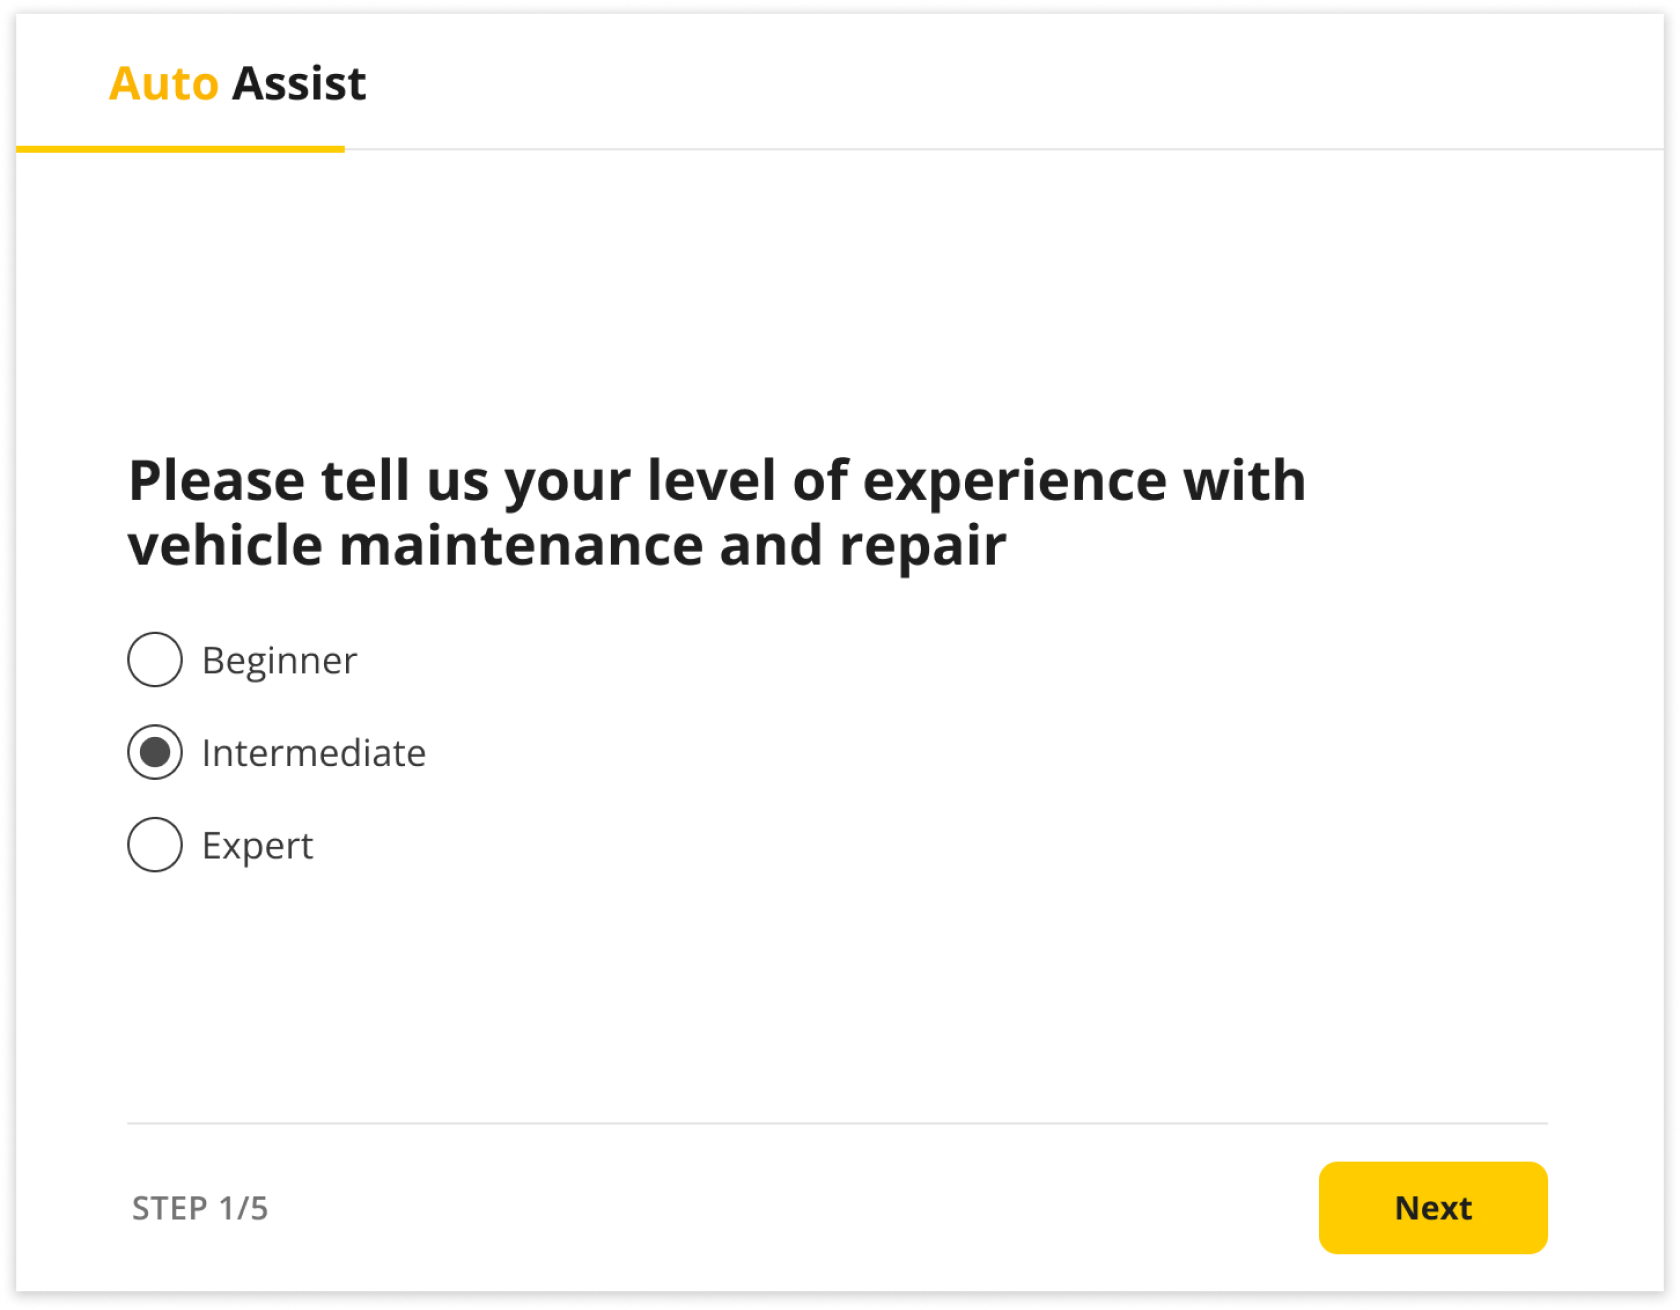 Auto Assist
Please tell us your level of experience with
vehicle maintenance and repair
Beginner
Intermediate
Expert
STEP 1/5
Next